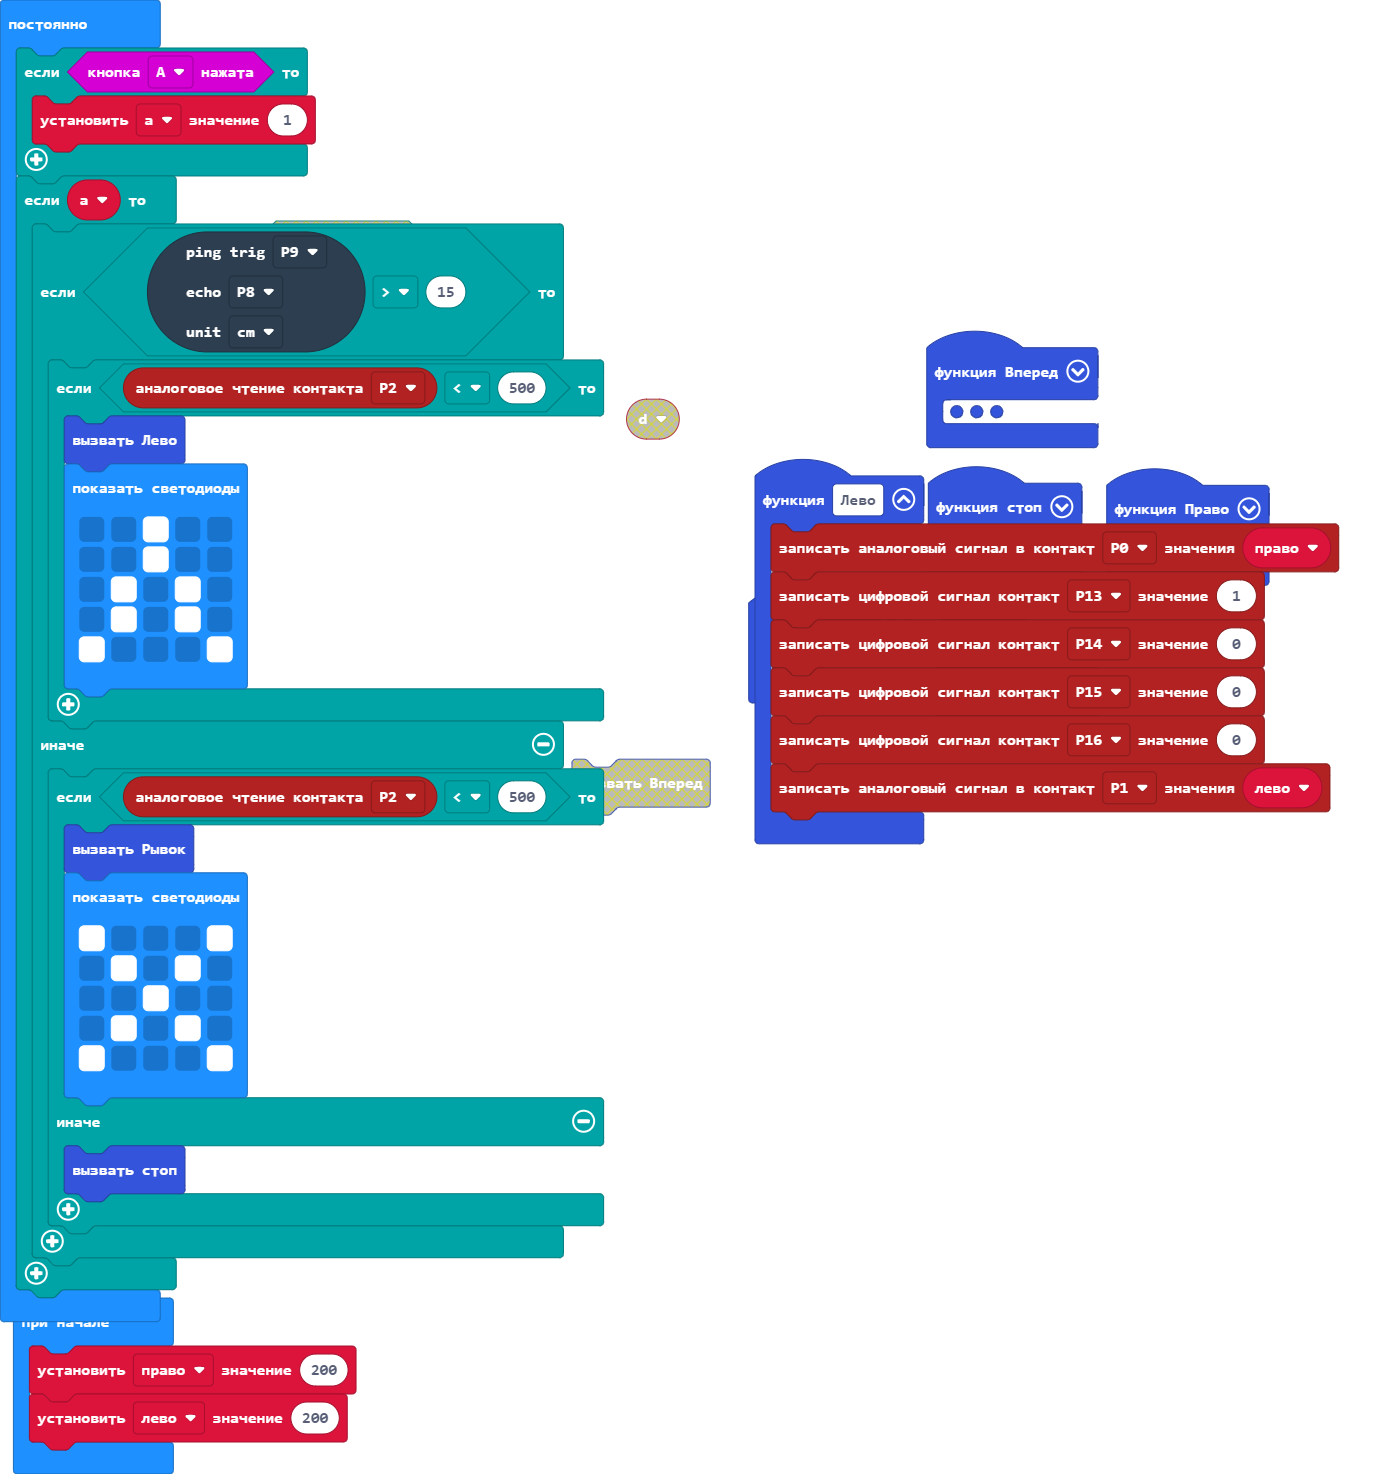 постоянно
если кнопка A нажата то
установить a значение 1
если a то
если ping trig P9 echo P8 unit cm > 15 то
если аналоговое чтение контакта P2 < 500 то
вызвать Лево
показать светодиоды
иначе
если аналоговое чтение контакта P2 < 500 то
вызвать Рывок
показать светодиоды
иначе
вызвать стоп
при начале
установить право значение 200
установить лево значение 200
d
Вперед
функция Вперед
функция Лево
функция стоп
функция Право
записать аналоговый сигнал в контакт P0 значения право
записать цифровой сигнал контакт P13 значение 1
записать цифровой сигнал контакт P14 значение 0
записать цифровой сигнал контакт P15 значение 0
записать цифровой сигнал контакт P16 значение 0
записать аналоговый сигнал в контакт P1 значения лево